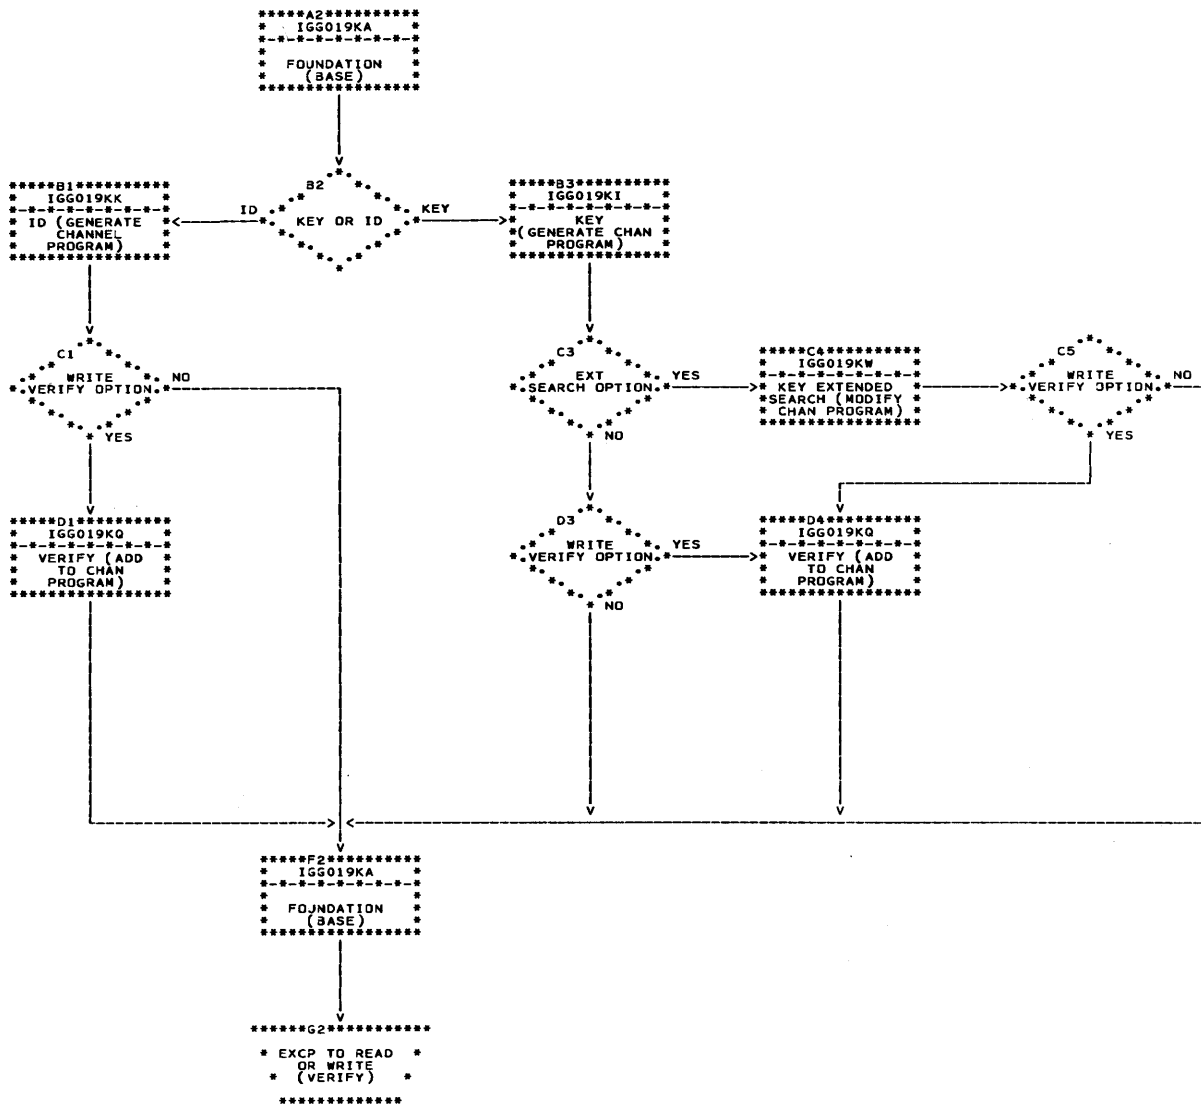 A2
IGG019KA
FOUNDATION
(BASE)
B1
IGG019KK
ID (GENERATE
CHANNEL
PROGRAM)
ID
B2
KEY OR ID
KEY
B3
IGG019KI
KEY
(GENERATE CHAN
PROGRAM)
C1
WRITE
VERIFY OPTION
NO
YES
C3
EXT
SEARCH OPTION
YES
NO
C4
IGG019KW
KEY EXTENDED
SEARCH (MODIFY
CHAN PROGRAM)
C5
WRITE
VERIFY OPTION
NO
YES
D1
IGG019KQ
VERIFY (ADD
TO CHAN
PROGRAM)
D3
WRITE
VERIFY OPTION
YES
NO
D4
IGG019KQ
VERIFY (ADD
TO CHAN
PROGRAM)
F2
IGG019KA
FOUNDATION
(BASE)
G2
EXCP TO READ
OR WRITE
(VERIFY)